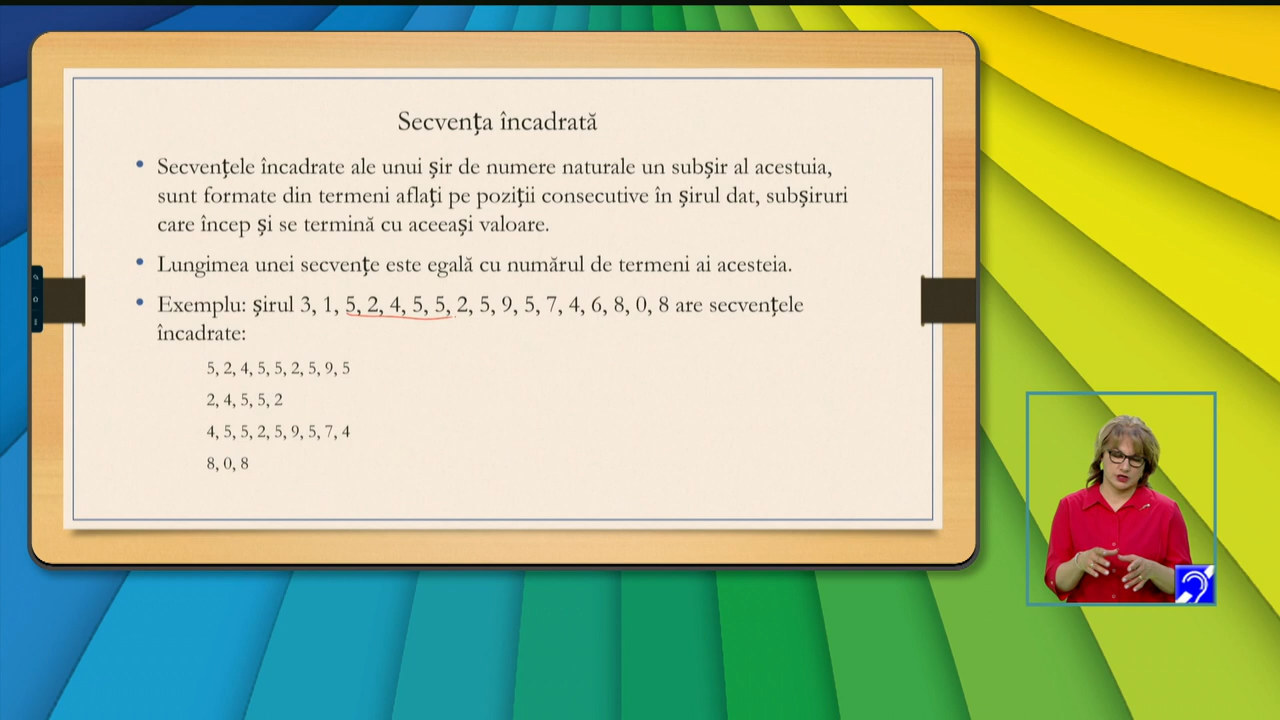 Secvența încadrată
• Secvențele încadrate ale unui șir de numere naturale un subșir al acestuia,
sunt formate din termeni aflați pe poziții consecutive în șirul dat, subșiruri
care încep și se termină cu aceeași valoare.
• Lungimea unei secvențe este egală cu numărul de termeni ai acesteia.
• Exemplu: șirul 3, 1, 5, 2, 4, 5, 5, 2, 5, 9, 5, 7, 4, 6, 8, 0, 8 are secvențele
încadrate:
5, 2, 4, 5, 5, 2, 5, 9, 5
2, 4, 5, 5, 2
4, 5, 5, 2, 5, 9, 5, 7, 4
8, 0, 8